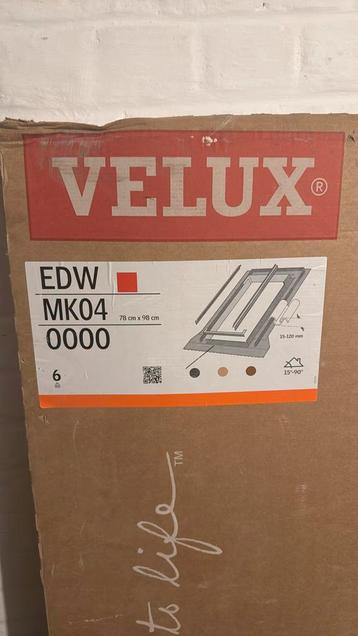 VELUX®
EDW
MK04 78 cm x 98 cm
0000
15-120 mm
6
15°-90°
to life™